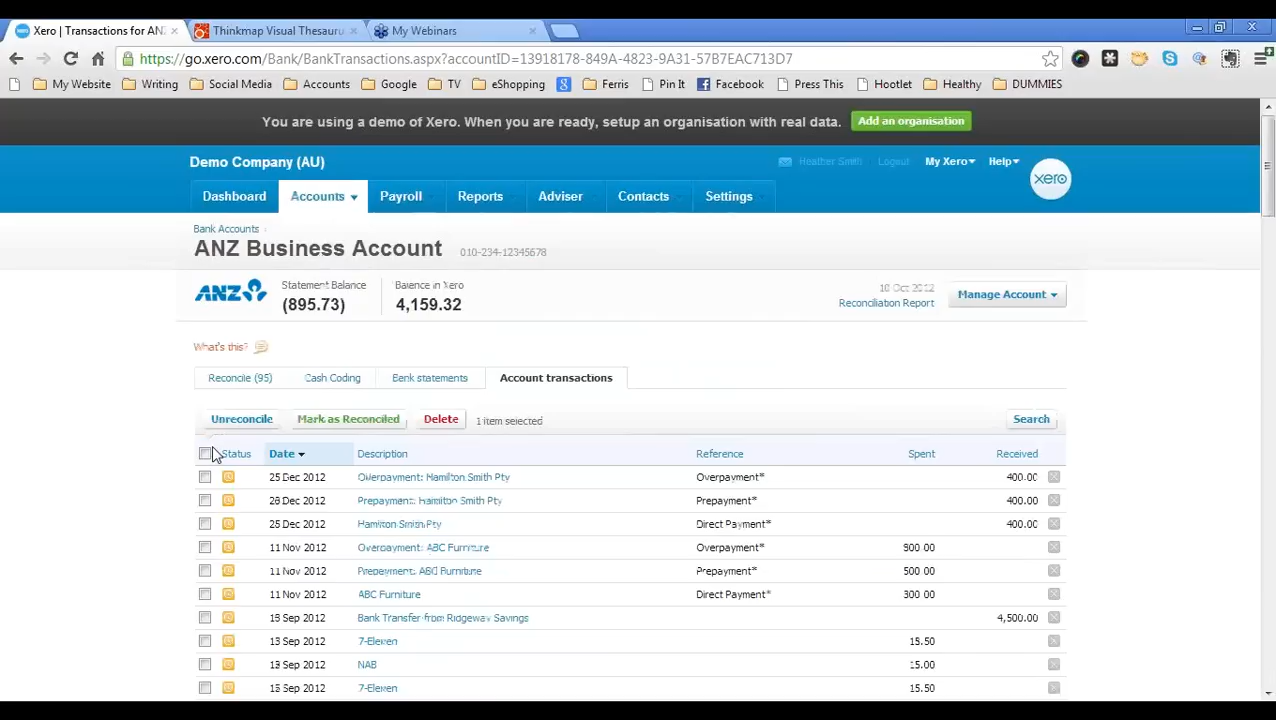 Xero | Transactions for AN
Thinkmap Visual Thesauru
My Webinars
https://go.xero.com/Bank/BankTransactions.aspx?accountID=13918178-849A-4823-9A31-57B7EAC713D7
My Website Writing Social Media Accounts Google TV eShopping Ferris Pin It Facebook Press This Hootlet Healthy DUMMIES
You are using a demo of Xero. When you are ready, setup an organisation with real data. Add an organisation
Demo Company (AU) Heather Smith Logout My Xero Help xero
Dashboard Accounts Payroll Reports Adviser Contacts Settings
Bank Accounts
ANZ Business Account 010-234-12345678
ANZ Statement Balance Balance in Xero
(895.73) 4,159.32
Oct 2012
Reconciliation Report Manage Account
What's this?
Reconcile (95) Cash Coding Bank statements Account transactions
Unreconcile Mark as Reconciled Delete 1 item selected Search
Status Date Description Reference Spent Received
25 Dec 2012 Overpayment: Hamilton Smith Pty Overpayment* 400.00
Dec 2012 Prepayment: Hamilton Smith Pty Prepayment* 400.00
25 Dec 2012 Hamilton Smith Pty Direct Payment* 400.00
11 Nov 2012 Overpayment: ABC Furniture Overpayment* 00
11 Nov 2012 Prepayment: ABC Furniture Prepayment* 00
11 Nov 2012 ABC Furniture Direct Payment* 300.00
Sep 2012 Bank Transfer from Ridgeway Savings 4,500.00
Sep 2012 7-Eleven 15.50
Sep 2012 NAB 15.00
Sep 2012 7-Eleven 15.50